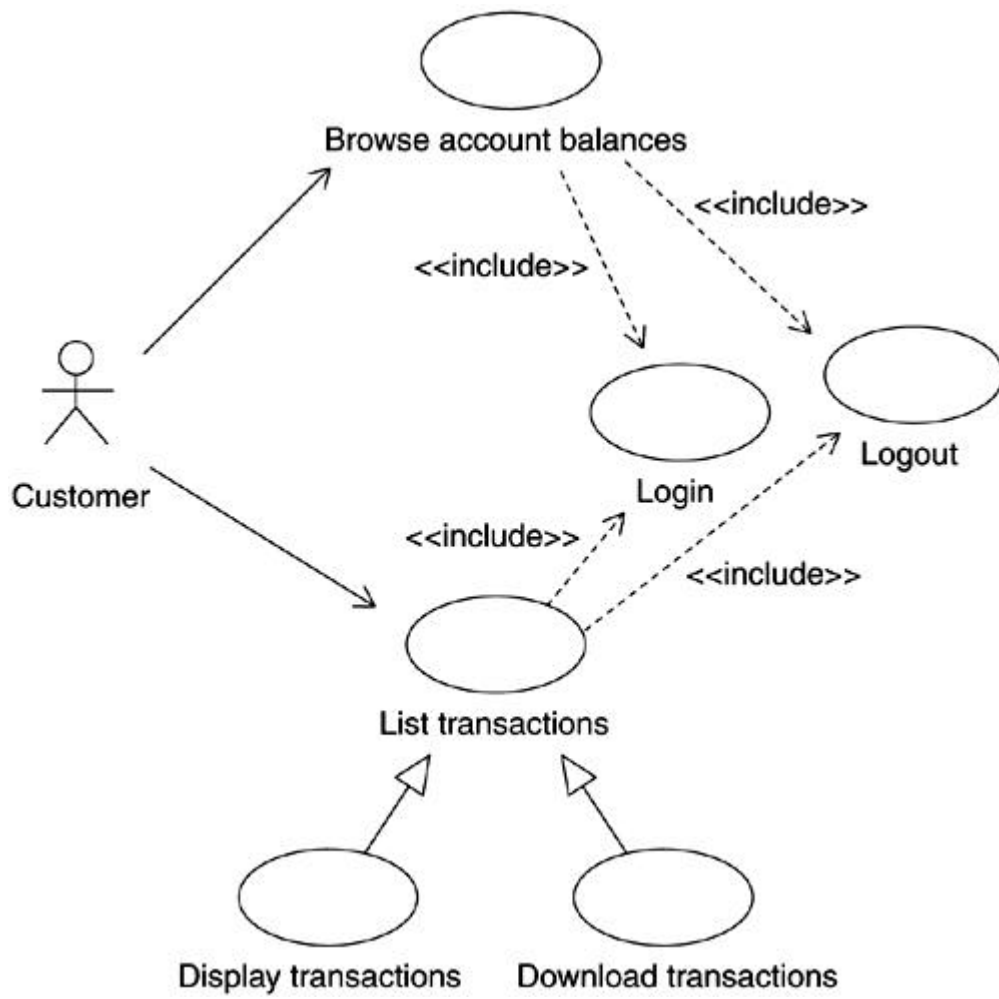 Browse account balances
<<include>>
<<include>>
Logout
Login
Customer
<<include>>
<<include>>
List transactions
Display transactions
Download transactions